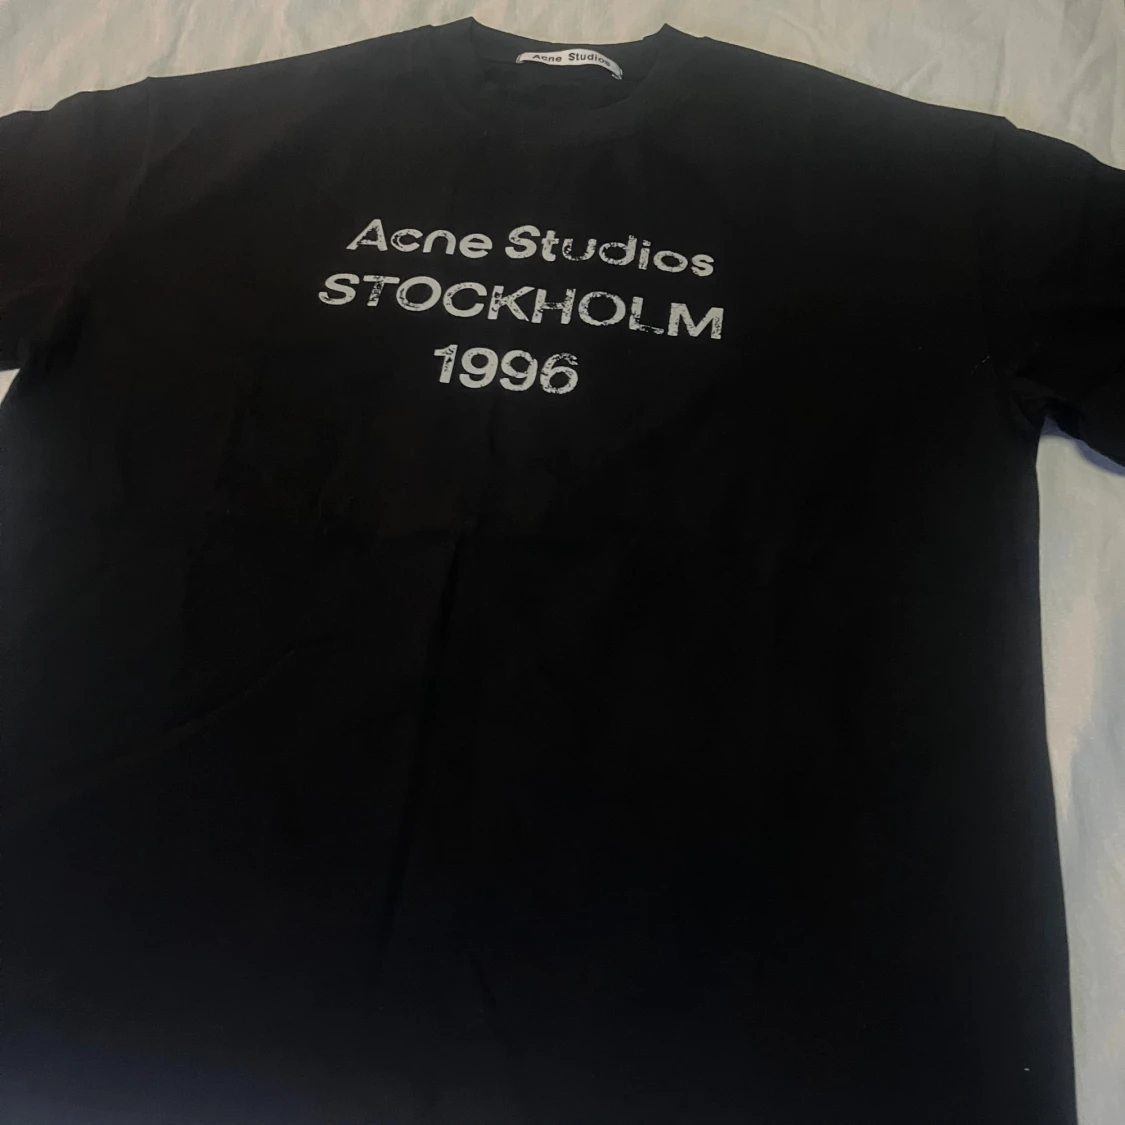 Acne Studios
Acne Studios
STOCKHOLM
1996